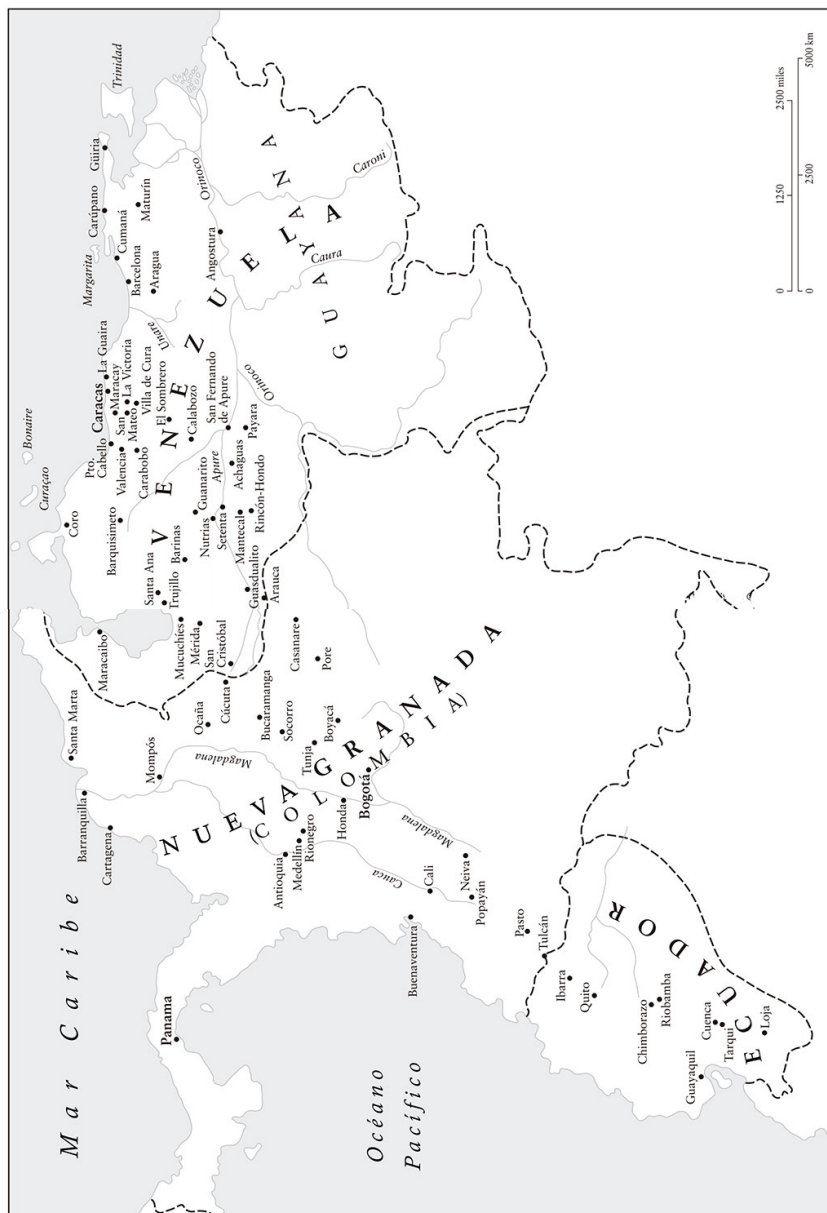 Mar Caribe
Océano
Pacífico
Panama
Cartagena
Barranquilla
Santa Marta
Mompós
Maracaibo
Coro
Curaçao
Bonaire
Barquisimeto
Santa Ana
Trujillo
Barinas
Mucuchíes
Mérida
San
Cristóbal
Cúcuta
Ocaña
Bucaramanga
Socorro
Tunja
Boyacá
Casanare
Pore
Pto.
Cabello
Valencia
Carabobo
Caracas
La Guaira
Maracay
La Victoria
San
Mateo
Villa de Cura
El Sombrero
Calabozo
San Fernando
de Apure
Payara
Achaguas
Apure
Guanarito
Nutrias
Setenta
Mantecal
Rincón-Hondo
Guasdualito
Arauca
Unare
Margarita
Carúpano
Güiria
Trinidad
Cumaná
Barcelona
Aragua
Maturín
Angostura
Orinoco
Orinoco
Caroni
Caura
VENEZUELA
GUAYANA
NUEVA GRANADA
(COLOMBIA)
Magdalena
Antioquia
Medellín
Rionegro
Honda
Bogotá
Magdalena
Cauca
Cali
Neiva
Popayán
Buenaventura
Pasto
Tulcán
Ibarra
Quito
Chimborazo
Riobamba
Cuenca
Tarqui
Loja
Guayaquil
ECUADOR
0 1250 2500 miles
0 2500 5000 km